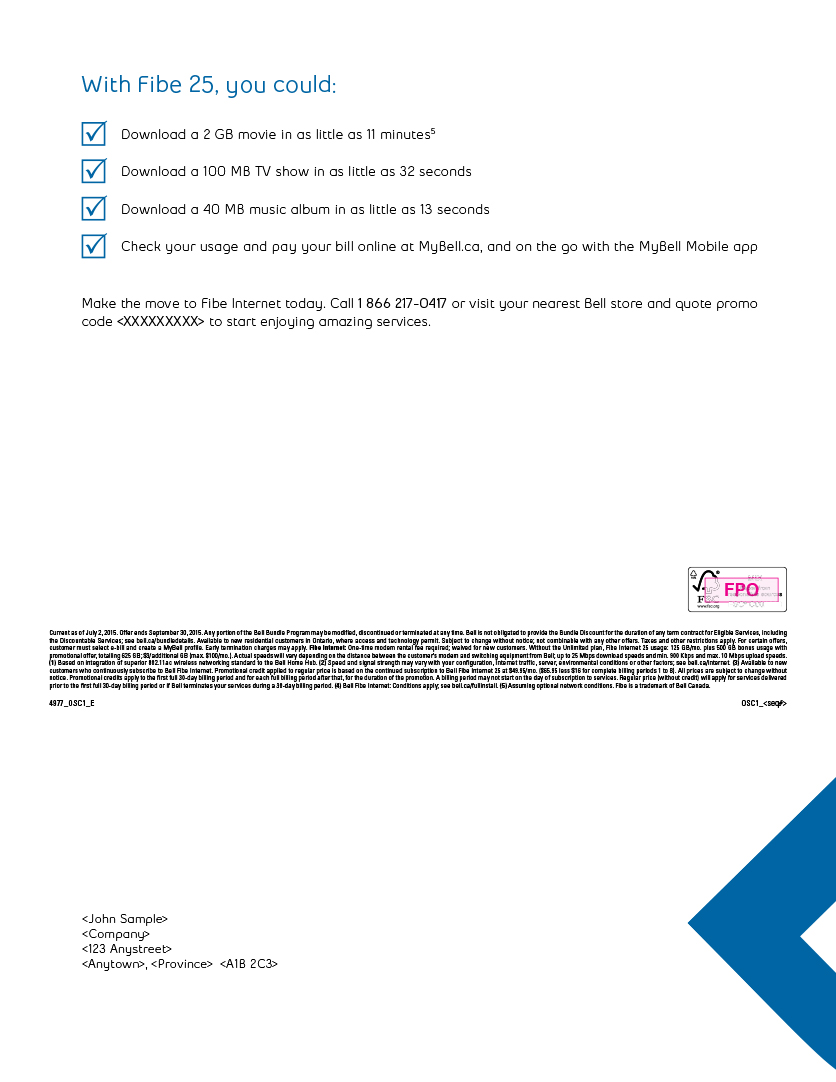 With Fibe 25, you could:
Download a 2 GB movie in as little as 11 minutes⁵
Download a 100 MB TV show in as little as 32 seconds
Download a 40 MB music album in as little as 13 seconds
Check your usage and pay your bill online at MyBell.ca, and on the go with the MyBell Mobile app
Make the move to Fibe Internet today. Call 1 866 217-0417 or visit your nearest Bell store and quote promo
code <XXXXXXXXX> to start enjoying amazing services.
FPO
www.fsc.org
Current as of July 2, 2015. Offer ends September 30, 2015. Any portion of the Bell Bundle Program may be modified, discontinued or terminated at any time. Bell is not obligated to provide the Bundle Discount for the duration of any term contract for Eligible Services, including
the Discountable Services; see bell.ca/bundledetails. Available to new residential customers in Ontario, where access and technology permit. Subject to change without notice; not combinable with any other offers. Taxes and other restrictions apply. For certain offers,
customer must select e-bill and create a MyBell profile. Early termination charges may apply. Fibe Internet: One-time modem rental fee required; waived for new customers. Without the Unlimited plan, Fibe Internet 25 usage: 125 GB/mo. plus 500 GB bonus usage with
promotional offer, totalling 625 GB; $3/additional GB (max. $100/mo.). Actual speeds will vary depending on the distance between the customer's modem and switching equipment from Bell; up to 25 Mbps download speeds and min. 900 Kbps and max. 10 Mbps upload speeds.
(1) Based on integration of superior 802.11ac wireless networking standard to the Bell Home Hub. (2) Speed and signal strength may vary with your configuration, Internet traffic, server, environmental conditions or other factors; see bell.ca/internet. (3) Available to new
customers who continuously subscribe to Bell Fibe Internet. Promotional credit applied to regular price is based on the continued subscription to Bell Fibe Internet 25 at $49.95/mo. ($65.95 less $16 for complete billing periods 1 to 6). All prices are subject to change without
notice. Promotional credits apply to the first full 30-day billing period and for each full billing period after that, for the duration of the promotion. A billing period may not start on the day of subscription to services. Regular price (without credit) will apply for services delivered
prior to the first full 30-day billing period or if Bell terminates your services during a 30-day billing period. (4) Bell Fibe Internet: Conditions apply; see bell.ca/fullinstall. (5) Assuming optional network conditions. Fibe is a trademark of Bell Canada.
4977_OSC1_E
OSC1_<seq#>
<John Sample>
<Company>
<123 Anystreet>
<Anytown>, <Province> <A1B 2C3>